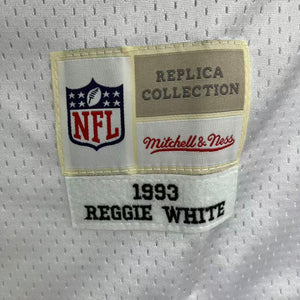 NFL
REPLICA
COLLECTION
Mitchell & Ness
1993
REGGIE WHITE